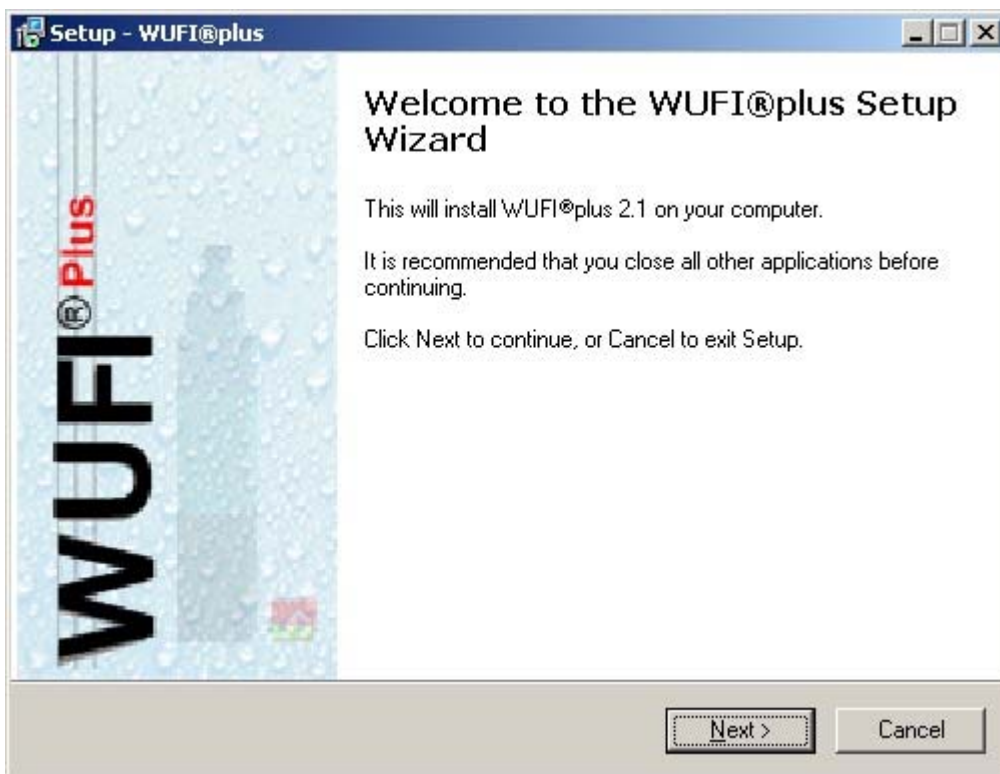 Setup - WUFI®plus
WUFI®Plus
Welcome to the WUFI®plus Setup
Wizard
This will install WUFI®plus 2.1 on your computer.
It is recommended that you close all other applications before
continuing.
Click Next to continue, or Cancel to exit Setup.
Next >
Cancel